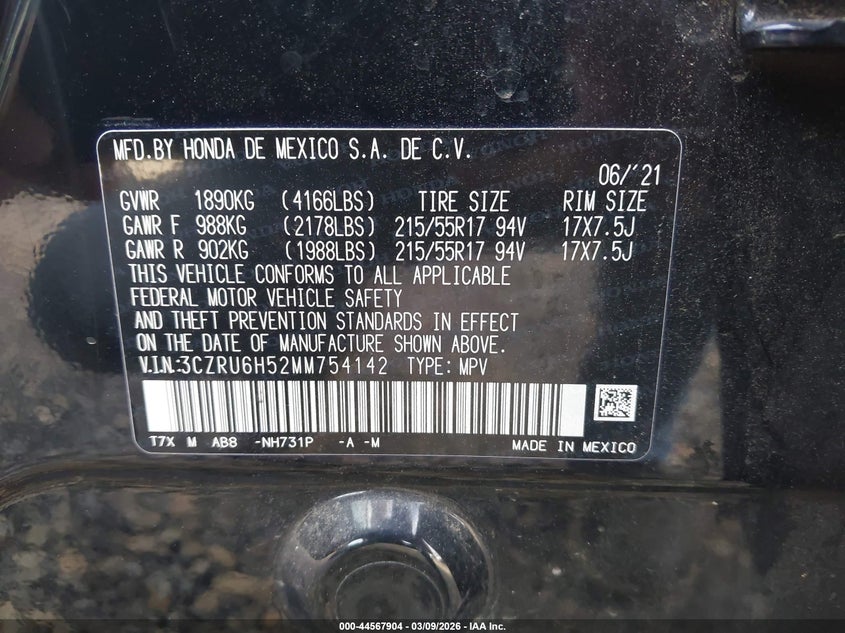 MFD.BY HONDA DE MEXICO S.A. DE C.V.
06/'21
GVWR 1890KG (4166LBS) TIRE SIZE RIM SIZE
GAWR F 988KG (2178LBS) 215/55R17 94V 17X7.5J
GAWR R 902KG (1988LBS) 215/55R17 94V 17X7.5J
THIS VEHICLE CONFORMS TO ALL APPLICABLE
FEDERAL MOTOR VEHICLE SAFETY
AND THEFT PREVENTION STANDARDS IN EFFECT
ON THE DATE OF MANUFACTURE SHOWN ABOVE.
V.I.N.:3CZRU6H52MM754142 TYPE: MPV
T7X M AB8 -NH731P -A -M MADE IN MEXICO
000-44567904 - 03/09/2026 - IAA Inc.